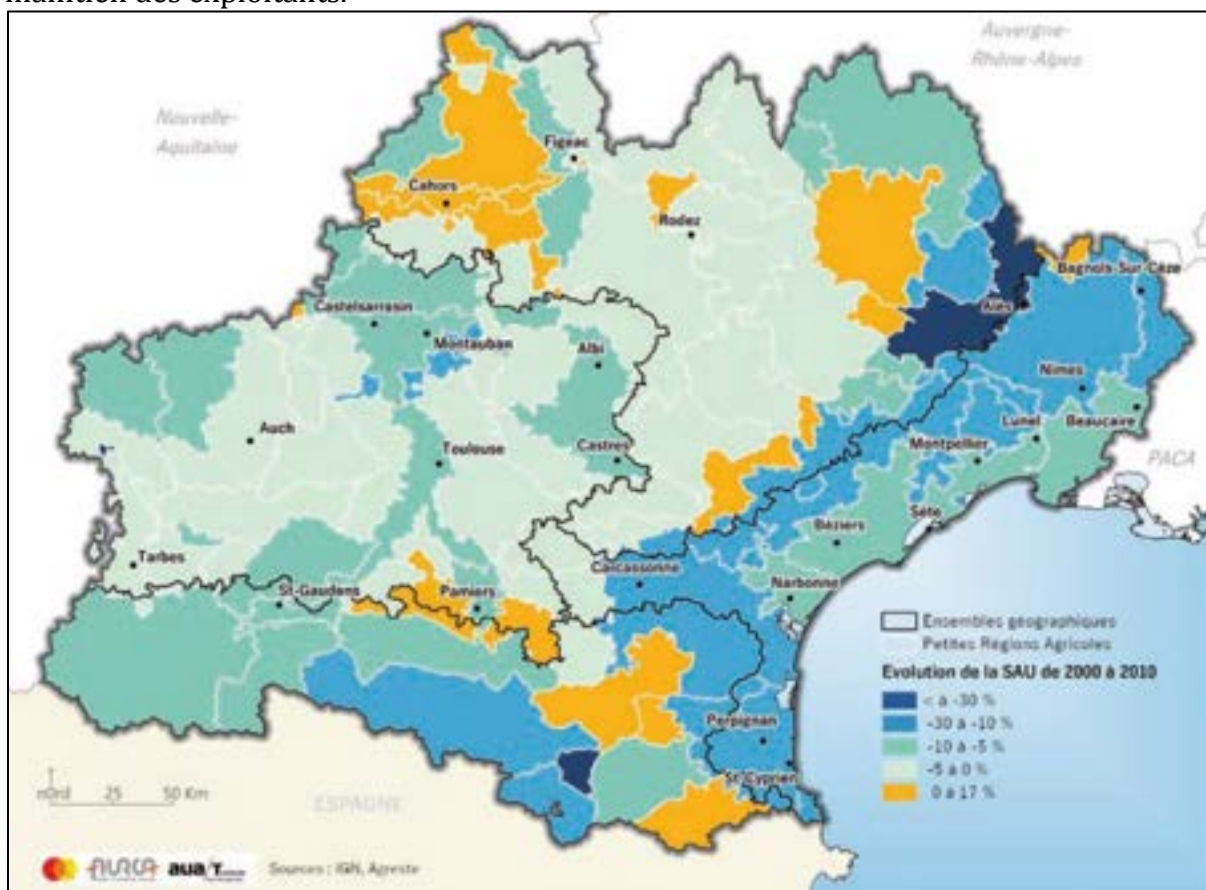 maintien des exploitants.
Auvergne-
Rhône-Alpes
Nouvelle-
Aquitaine
Figeac
Cahors
Rodez
Bagnols-Sur-Cèze
Alès
Castelsarrasin
Montauban
Albi
Nîmes
Auch
Lunel
Beaucaire
Toulouse
Castres
Montpellier
PACA
Sète
Béziers
Tarbes
Carcassonne
St-Gaudens
Pamiers
Narbonne
Ensembles géographiques
Petites Régions Agricoles
Evolution de la SAU de 2000 à 2010
< à -30 %
-30 à -10 %
-10 à -5 %
-5 à 0 %
0 à 17 %
Perpignan
St-Cyprien
nord 25 50 Km
ESPAGNE
AURCA aua/T Sources : IGN, Agreste